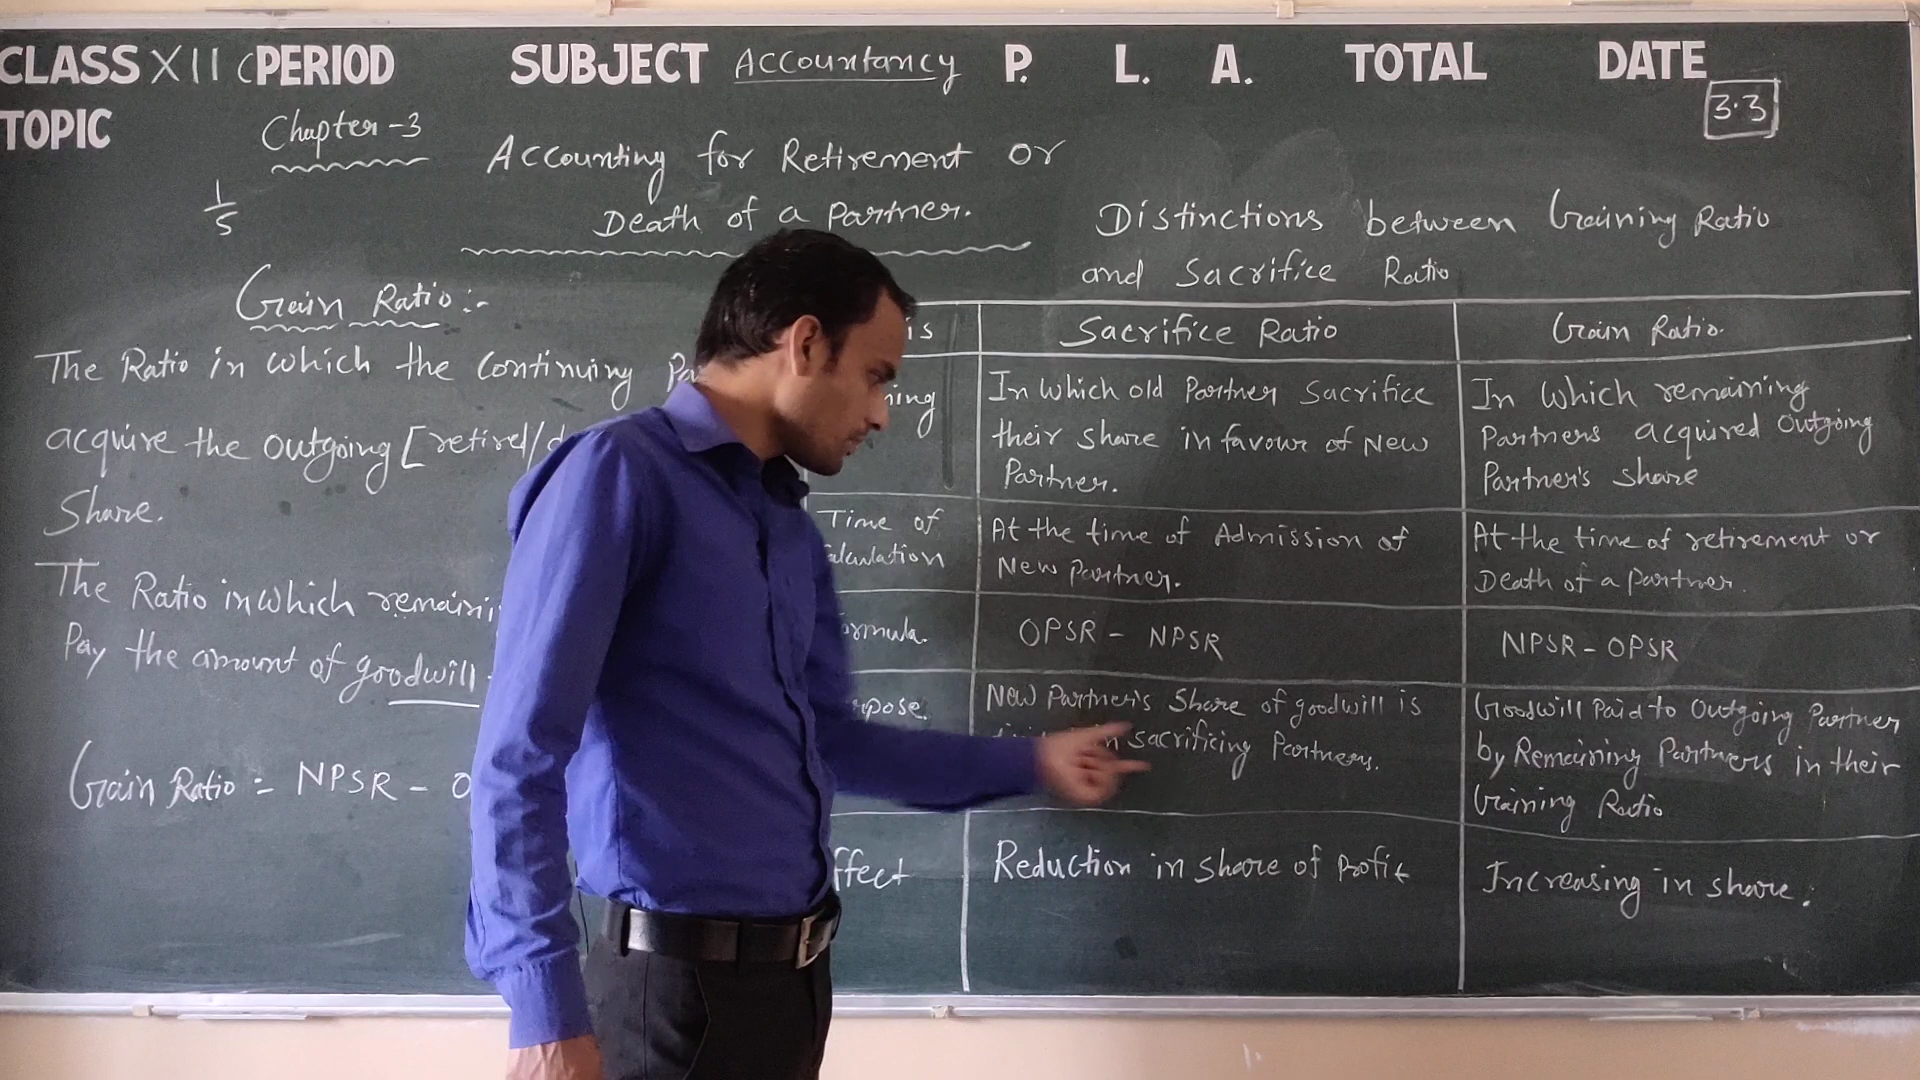 CLASS XII C PERIOD SUBJECT Accountancy P. L. A. TOTAL DATE
TOPIC Chapter-3
3.3
Accounting for Retirement or
Death of a Partner.
1/5
Gain Ratio:-
The Ratio in which the continuing
acquire the outgoing [retired/
Share.
The Ratio in which
Pay the amount of goodwill
Gain Ratio = NPSR - O
Distinctions between Gaining Ratio
and Sacrifice Ratio
Sacrifice Ratio
Gain Ratio.
In which old Partner Sacrifice
their share in favour of New
Partner.
In which remaining
Partners acquired Outgoing
Partner's share
Time of
At the time of Admission of
New Partner.
At the time of retirement or
Death of a partner.
OPSR - NPSR
NPSR - OPSR
New Partner's Share of goodwill is
sacrificing Partners.
Goodwill Paid to Outgoing Partner
by Remaining Partners in their
Gaining Ratio
Reduction in share of profit
Increasing in share.